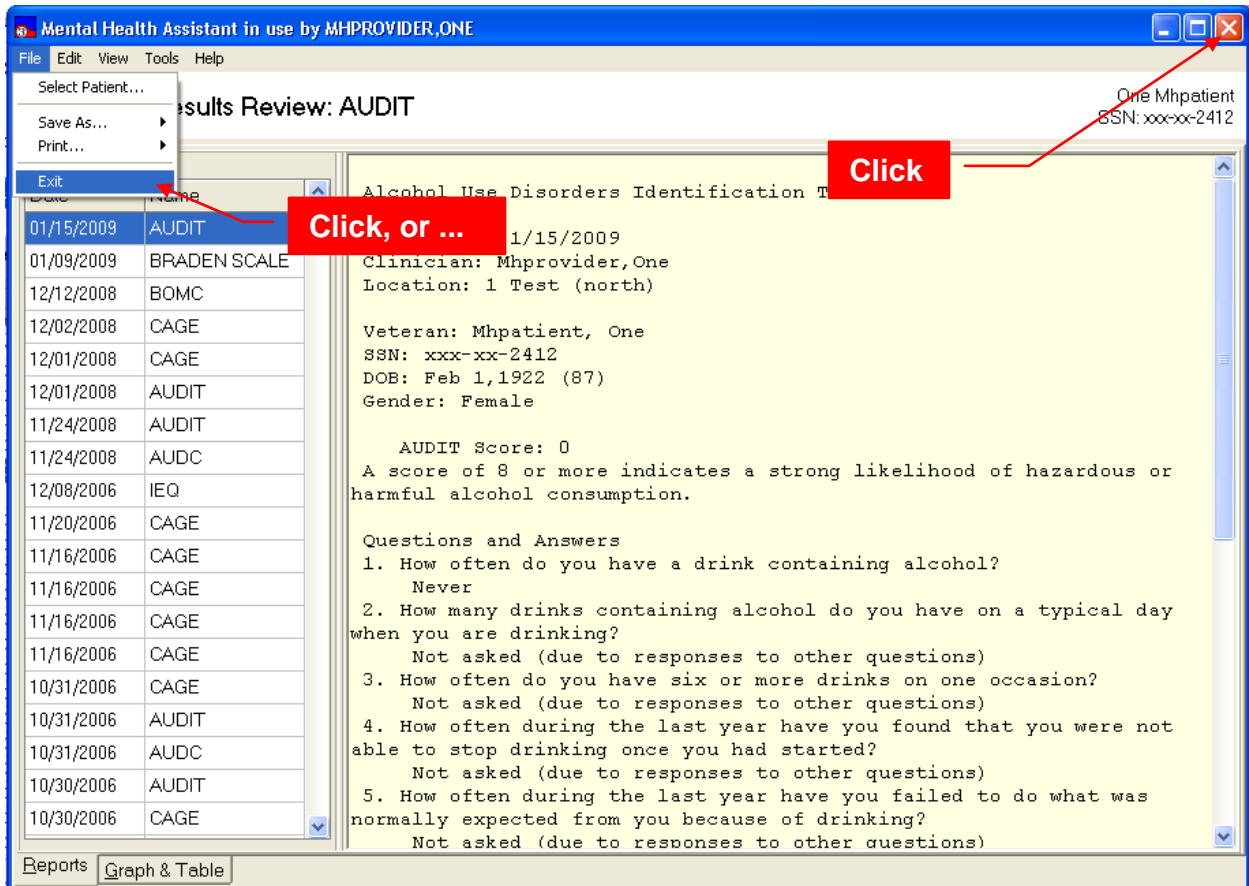 Mental Health Assistant in use by MHPROVIDER,ONE
File Edit View Tools Help
Select Patient...
Save As...
Print...
Exit
esults Review: AUDIT
One Mhpatient
SSN: xxx-xx-2412
Click
Click, or ...
Date Name
01/15/2009 AUDIT
01/09/2009 BRADEN SCALE
12/12/2008 BOMC
12/02/2008 CAGE
12/01/2008 CAGE
12/01/2008 AUDIT
11/24/2008 AUDIT
11/24/2008 AUDC
12/08/2006 IEQ
11/20/2006 CAGE
11/16/2006 CAGE
11/16/2006 CAGE
11/16/2006 CAGE
11/16/2006 CAGE
10/31/2006 CAGE
10/31/2006 AUDIT
10/31/2006 AUDC
10/30/2006 AUDIT
10/30/2006 CAGE
Alcohol Use Disorders Identification T
1/15/2009
Clinician: Mhprovider,One
Location: 1 Test (north)
Veteran: Mhpatient, One
SSN: xxx-xx-2412
DOB: Feb 1,1922 (87)
Gender: Female
AUDIT Score: 0
A score of 8 or more indicates a strong likelihood of hazardous or
harmful alcohol consumption.
Questions and Answers
1. How often do you have a drink containing alcohol?
Never
2. How many drinks containing alcohol do you have on a typical day
when you are drinking?
Not asked (due to responses to other questions)
3. How often do you have six or more drinks on one occasion?
Not asked (due to responses to other questions)
4. How often during the last year have you found that you were not
able to stop drinking once you had started?
Not asked (due to responses to other questions)
5. How often during the last year have you failed to do what was
normally expected from you because of drinking?
Not asked (due to responses to other questions)
Reports Graph & Table